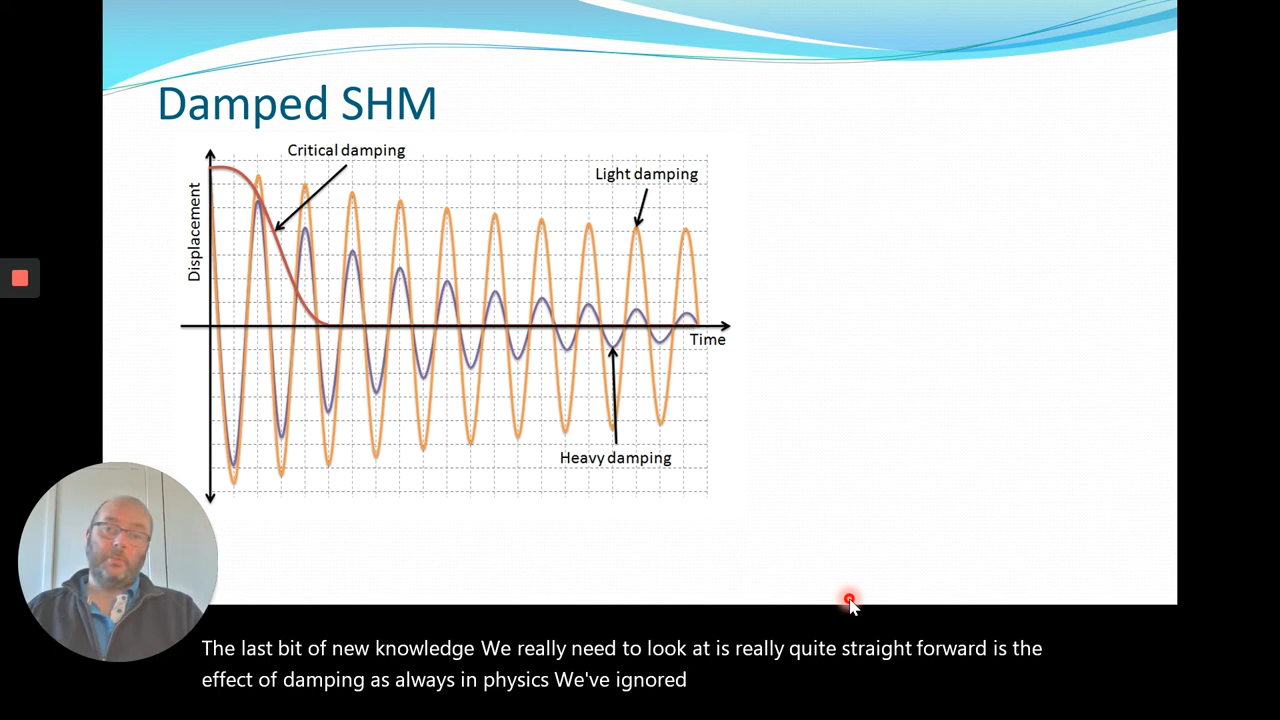 Damped SHM
Critical damping
Light damping
Displacement
Time
Heavy damping
The last bit of new knowledge We really need to look at is really quite straight forward is the
effect of damping as always in physics We've ignored